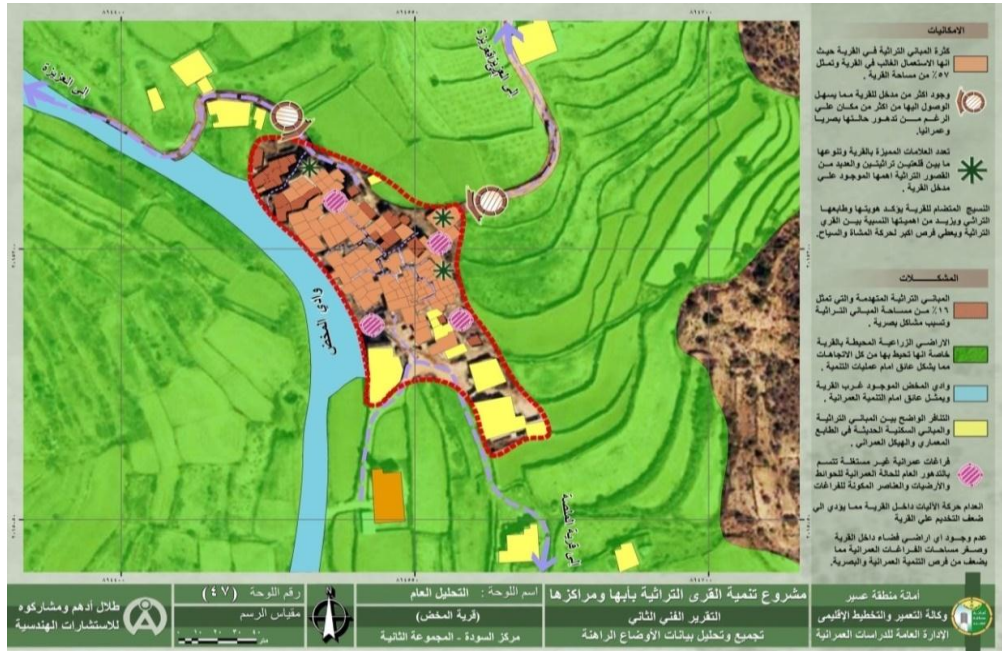 الامكانيات
كثرة المباني التراثية في القرية حيث
انها الاستعمال الغالب في القرية وتمثل
٥٧٪ من مساحة القرية .
وجود اكثر من مدخل للقرية مما يسهل
الوصول اليها من اكثر من مكان على
الرغم من تدهور حالتها بصريا
وعمرانيا.
تعدد العلامات المميزة بالقرية وتنوعها
ما بين قلعتين تراثيتين والعديد من
القصور التراثية اهمها الموجود على
مدخل القرية .
النسيج المتضام للقرية يؤكد هويتها وطابعها
التراثي ويزيد من اهميتها النسبية بين القرى
التراثية ويعطي فرص اكبر لحركة المشاة والسياح.
المشكلات
المباني التراثية المتهدمة والتي تمثل
١٦٪ من مساحة المباني التراثية
وتسبب مشاكل بصرية .
الاراضي الزراعية المحيطة بالقرية
خاصة انها تحيط بها من كل الاتجاهات
مما يشكل عائق امام عمليات التنمية .
وادي المخض الموجود غرب القرية
ويمثل عائق امام التنمية العمرانية .
التنافر الواضح بين المباني التراثية
والمباني السكنية الحديثة في الطابع
المعماري والهيكل العمراني .
فراغات عمرانية غير مستغلة تتسم
بالتدهور العام للحالة العمرانية للحوائط
والأرضيات والعناصر المكونة للفراغات
انعدام حركة الأليات داخل القرية مما يؤدي الي
ضعف التخديم على القرية
عدم وجود اي اراضي فضاء داخل القرية
وصغر مساحات الفراغات العمرانية مما
يضعف من فرص التنمية العمرانية والبصرية.
الى العزيزة
وادي المخض
أمانة منطقة عسير
وكالة التعمير والتخطيط الإقليمى
الإدارة العامة للدراسات العمرانية
مشروع تنمية القرى التراثية بأبها ومراكزها
التقرير الفني الثاني
تجميع وتحليل بيانات الأوضاع الراهنة
اسم اللوحة : التحليل العام
(قرية المخض)
مركز السودة - المجموعة الثانية
رقم اللوحة (٤٧)
مقياس الرسم
طلال أدهم ومشاركوه
للاستشارات الهندسية